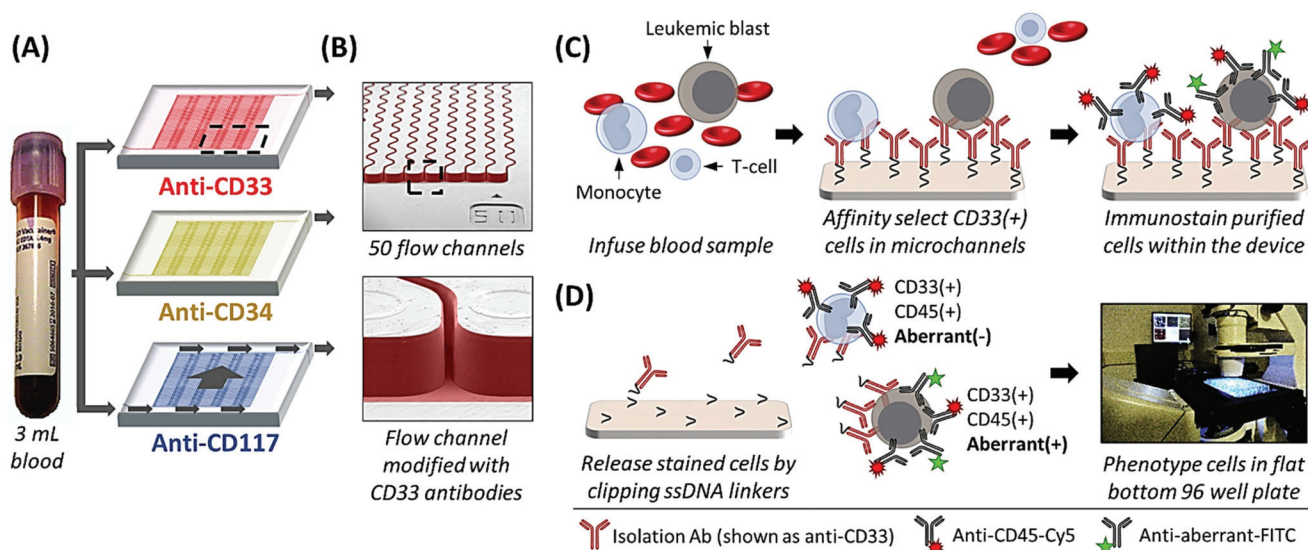 (A)
Anti-CD33
Anti-CD34
Anti-CD117
3 mL
blood
(B)
511
50 flow channels
Flow channel
modified with
CD33 antibodies
(C)
Leukemic blast
T-cell
Monocyte
Infuse blood sample
Affinity select CD33(+)
cells in microchannels
Immunostain purified
cells within the device
(D)
Release stained cells by
clipping ssDNA linkers
CD33(+)
CD45(+)
Aberrant(-)
CD33(+)
CD45(+)
Aberrant(+)
Phenotype cells in flat
bottom 96 well plate
Isolation Ab (shown as anti-CD33)
Anti-CD45-Cy5
Anti-aberrant-FITC